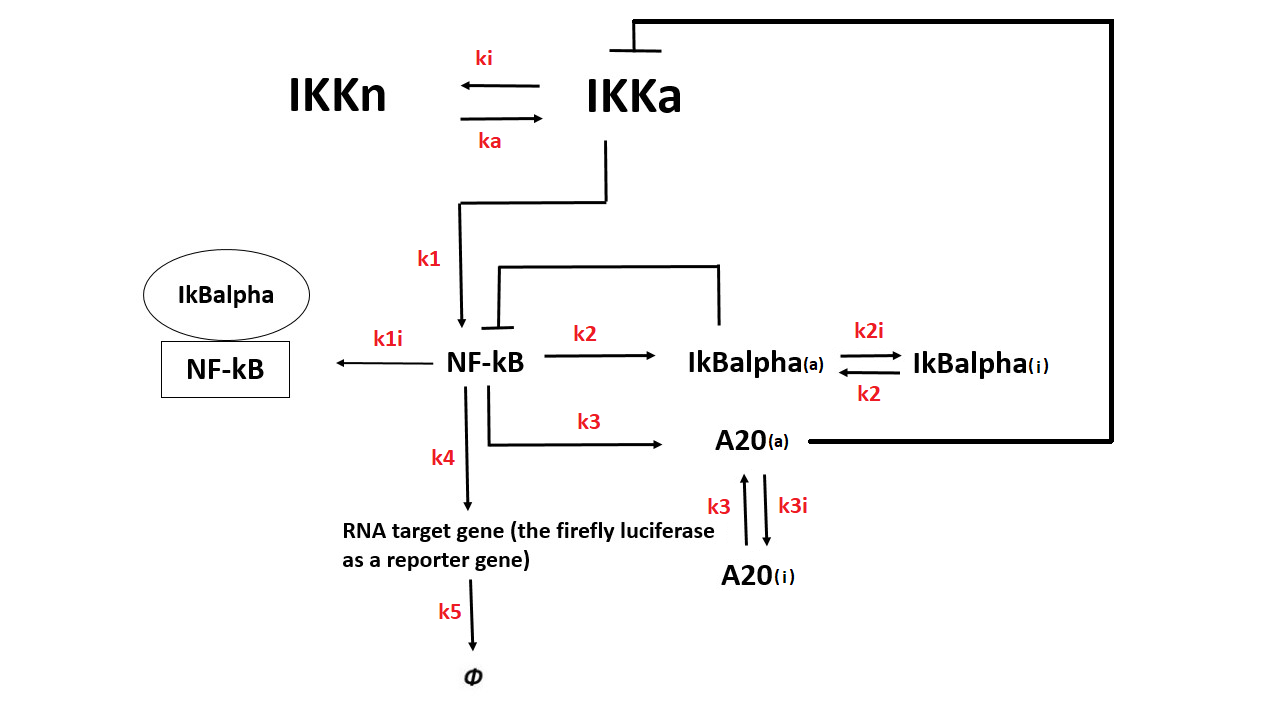 ki
IKKn
IKKa
ka
k1
IkBalpha
k1i
k2
k2i
NF-kB
NF-kB
IkBalpha(a)
IkBalpha(i)
k2
k3
A20(a)
k4
k3
k3i
RNA target gene (the firefly luciferase
as a reporter gene)
A20(i)
k5
Φ